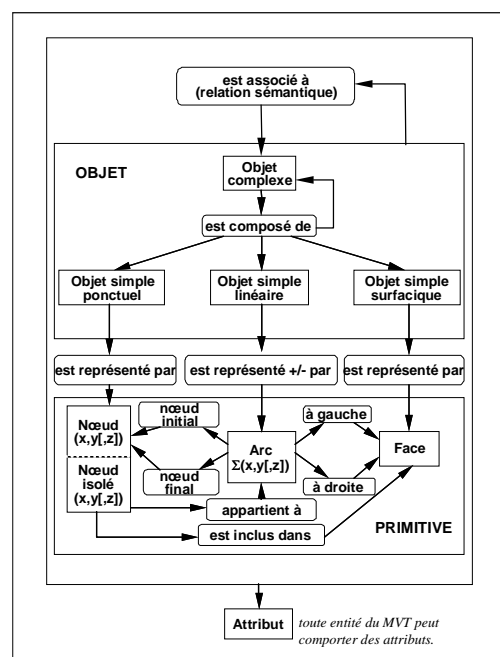 est associé à
(relation sémantique)
OBJET
Objet
complexe
est composé de
Objet simple
ponctuel
Objet simple
linéaire
Objet simple
surfacique
est représenté par
est représenté +/- par
est représenté par
Nœud
(x,y[,z])
nœud
initial
Arc
Σ(x,y[,z])
à gauche
Face
Nœud
isolé
(x,y[,z])
nœud
final
à droite
appartient à
est inclus dans
PRIMITIVE
Attribut
toute entité du MVT peut
comporter des attributs.